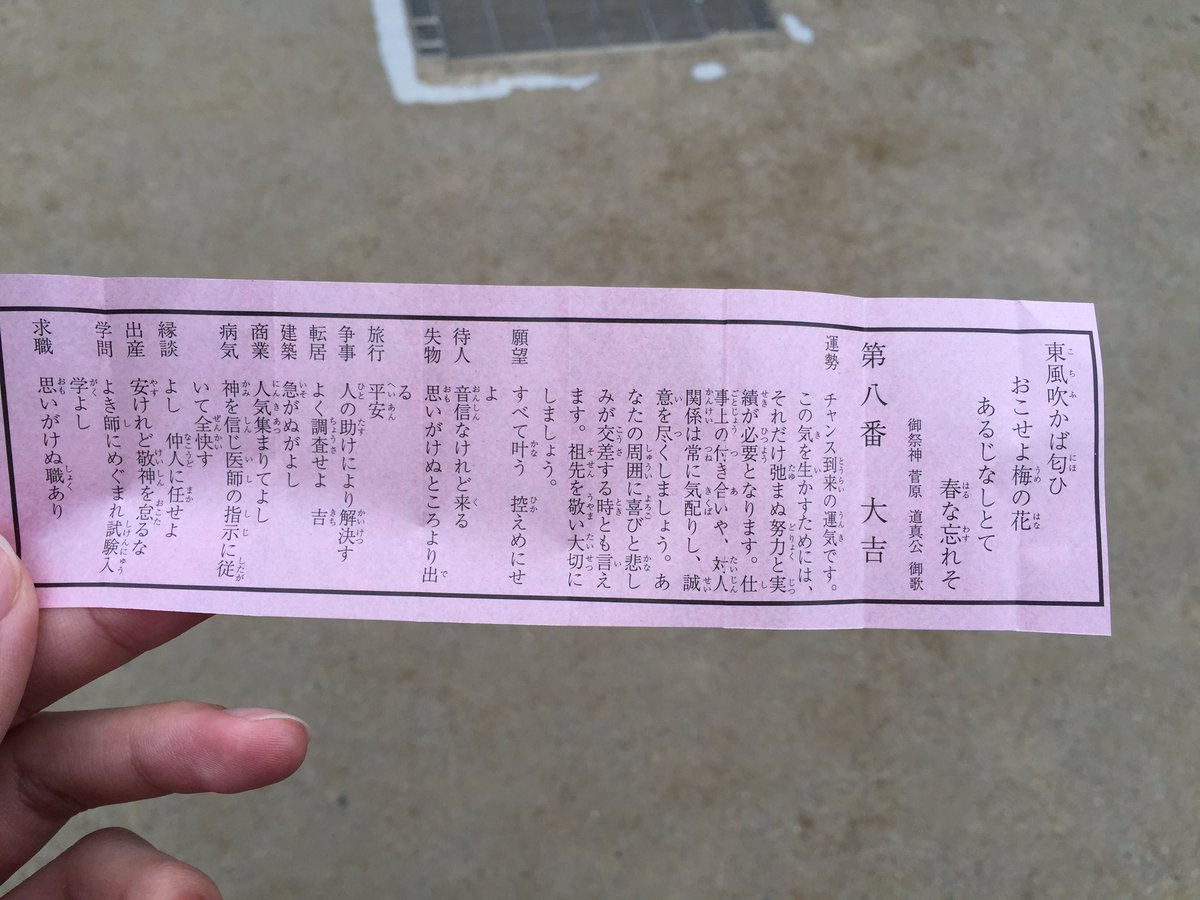 東風吹かば匂ひ
おこせよ梅の花
あるじなしとて
春な忘れそ
御祭神 菅原 道真公 御歌
第八番 大吉
運勢 チャンス到来の運気です。
この気を生かすためには、
それだけ弛まぬ努力と実
績が必要となります。仕
事上の付き合いや、対人
関係は常に気配りし、誠
意を尽くしましょう。あ
なたの周囲に喜びと悲し
みが交差する時とも言え
ます。祖先を敬い大切に
しましょう。
願望 すべて叶う 控えめにせ
よ
待人 音信なけれど来る
失物 思いがけぬところより出
る
旅行 平安
争事 人の助けにより解決す
転居 よく調査せよ 吉
建築 急がぬがよし
商業 人気集まりてよし
病気 神を信じ医師の指示に従
いて全快す
縁談 よし 仲人に任せよ
出産 安けれど敬神を怠るな
学問 よき師にめぐまれ試験入
学よし
求職 思いがけぬ職あり